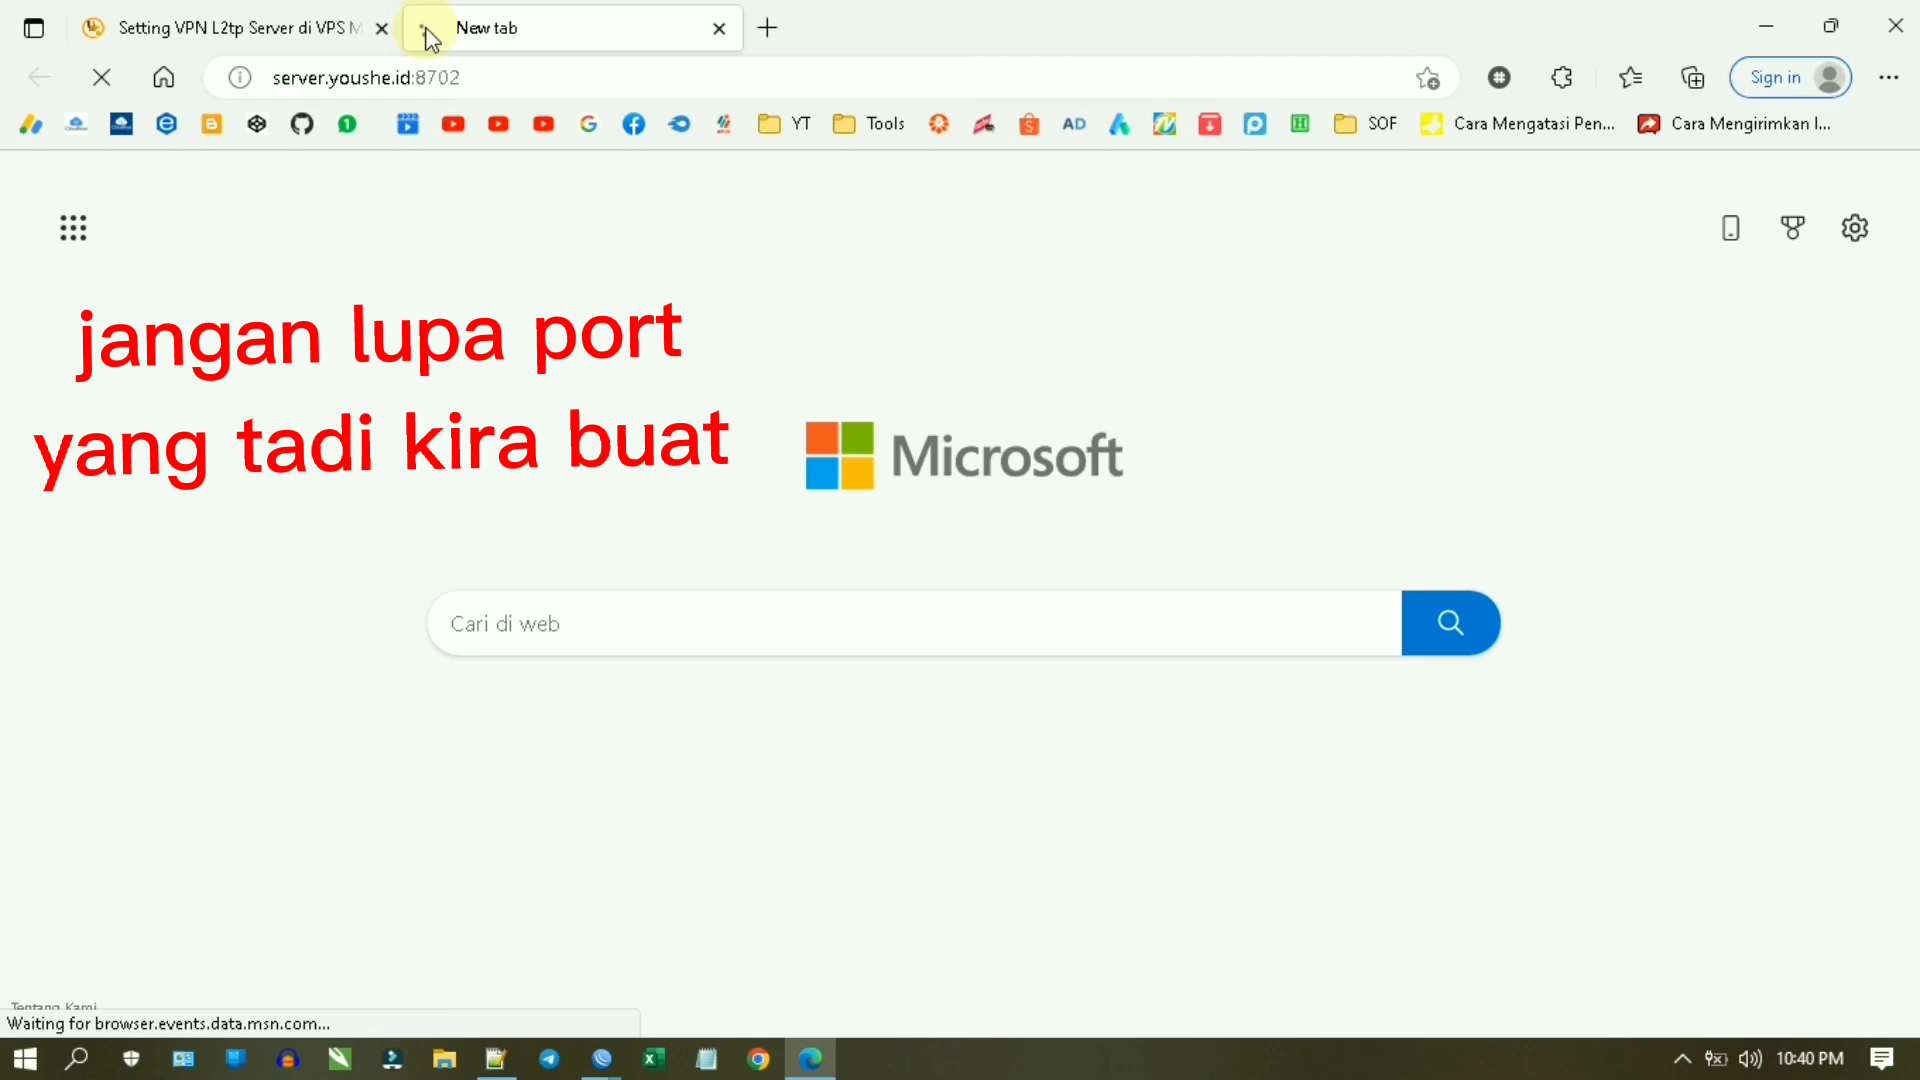 Setting VPN L2tp Server di VPS M
New tab
server.youshe.id:8702
Sign in
YT
Tools
AD
SOF
Cara Mengatasi Pen...
Cara Mengirimkan I...
jangan lupa port
yang tadi kira buat
Microsoft
Cari di web
Tentang Kami
Waiting for browser.events.data.msn.com...
10:40 PM